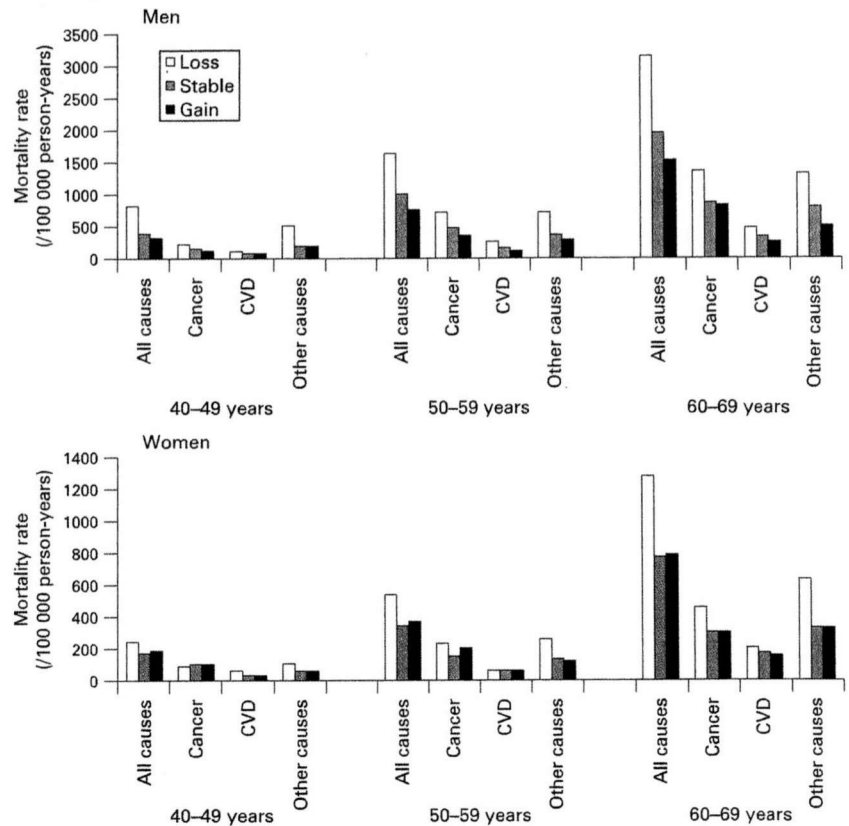 Men
Loss
Stable
Gain
Mortality rate
(/100 000 person-years)
3500
3000
2500
2000
1500
1000
500
0
All causes
Cancer
CVD
Other causes
All causes
Cancer
CVD
Other causes
All causes
Cancer
CVD
Other causes
40–49 years
50–59 years
60–69 years
Women
Mortality rate
(/100 000 person-years)
1400
1200
1000
800
600
400
200
0
All causes
Cancer
CVD
Other causes
All causes
Cancer
CVD
Other causes
All causes
Cancer
CVD
Other causes
40–49 years
50–59 years
60–69 years